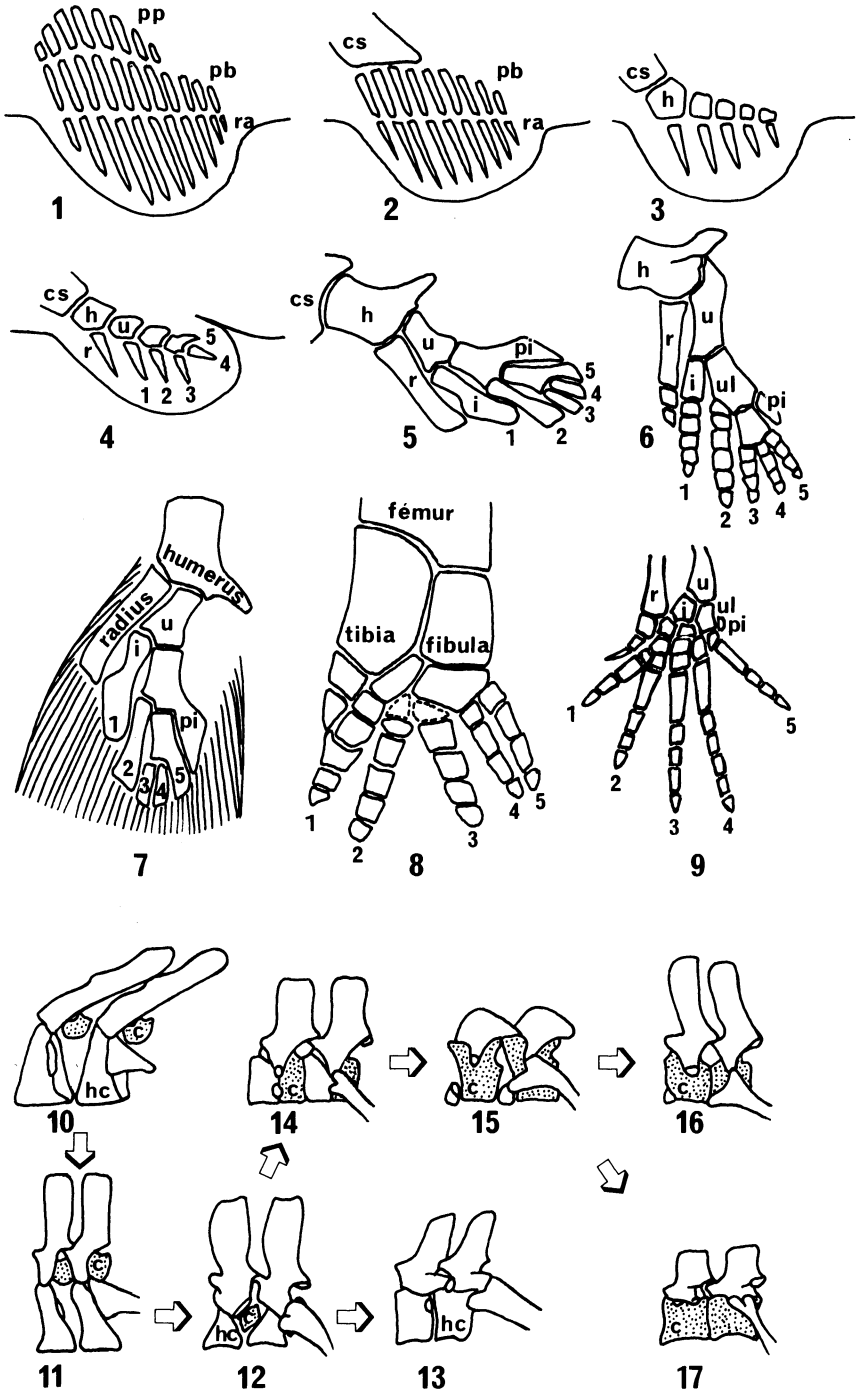 pp
pb
ra
1
cs
pb
ra
2
cs
h
3
cs
h
u
r
5
4
1 2 3
4
cs
h
u
r
i
pi
5
4
3
1
2
5
h
r
u
i
ul
pi
1
2
3
4
5
6
humerus
radius
u
i
pi
1
2
3
4
5
7
fémur
tibia
fibula
1
2
3
4
5
8
r
u
i
ul
pi
1
2
3
4
5
9
c
hc
10
c
14
c
15
c
16
c
11
hc
c
12
hc
13
c
17